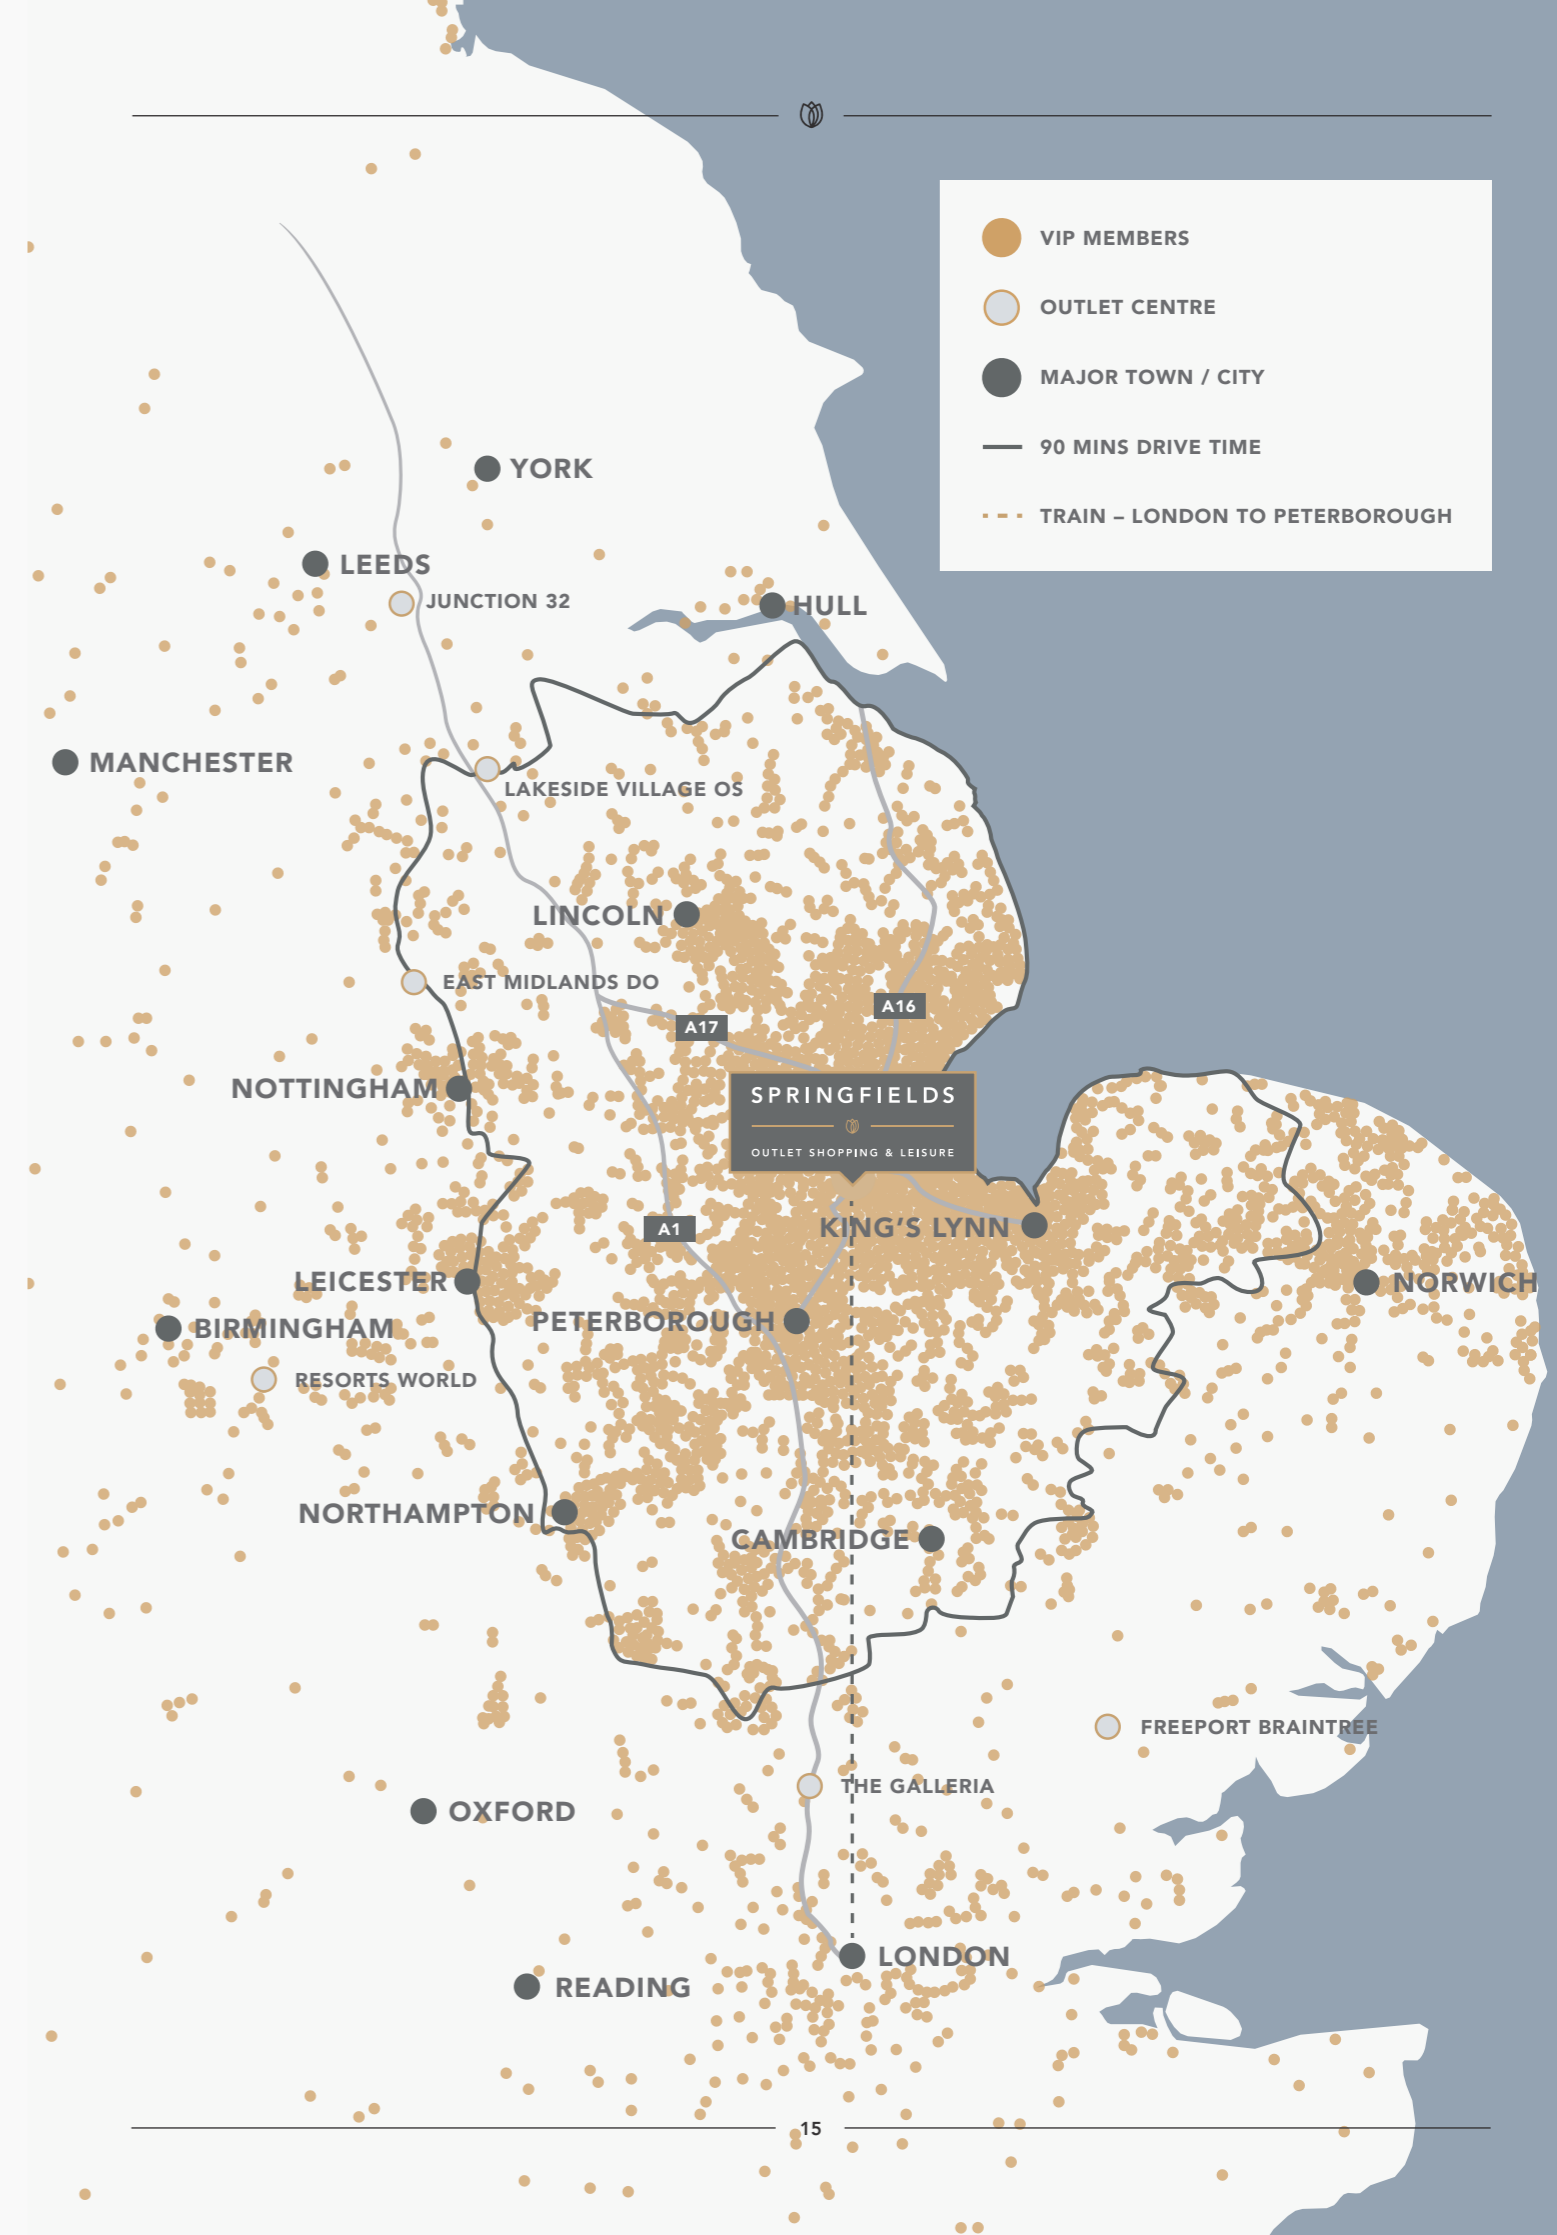 VIP MEMBERS
OUTLET CENTRE
MAJOR TOWN / CITY
90 MINS DRIVE TIME
TRAIN – LONDON TO PETERBOROUGH
YORK
LEEDS
JUNCTION 32
HULL
MANCHESTER
LAKESIDE VILLAGE OS
LINCOLN
EAST MIDLANDS DO
A16
A17
NOTTINGHAM
SPRINGFIELDS
OUTLET SHOPPING & LEISURE
A1
KING'S LYNN
LEICESTER
NORWICH
BIRMINGHAM
PETERBOROUGH
RESORTS WORLD
NORTHAMPTON
CAMBRIDGE
FREEPORT BRAINTREE
THE GALLERIA
OXFORD
LONDON
READING
15